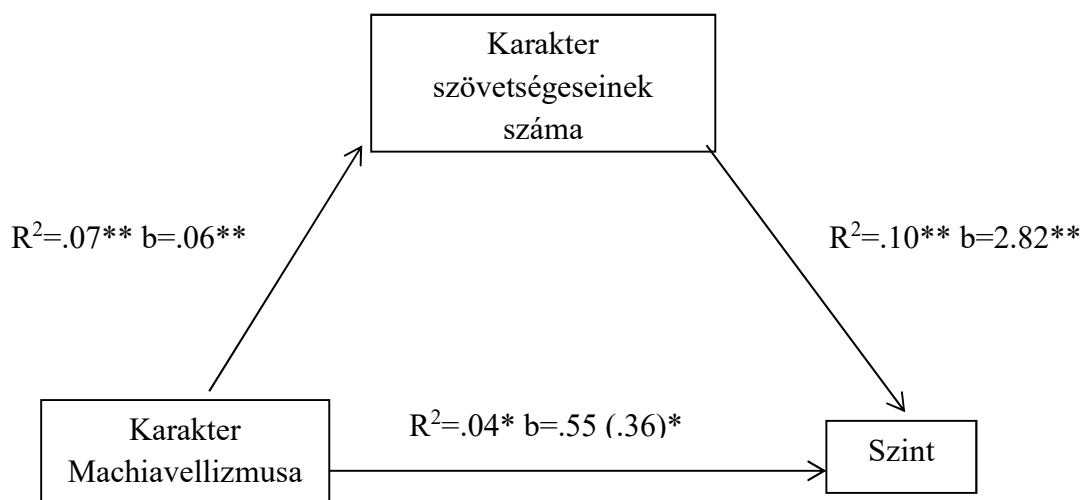 Karakter
szövetségeseinek
száma
R²=.07** b=.06**
R²=.10** b=2.82**
R²=.04* b=.55 (.36)*
Karakter
Machiavellizmusa
Szint